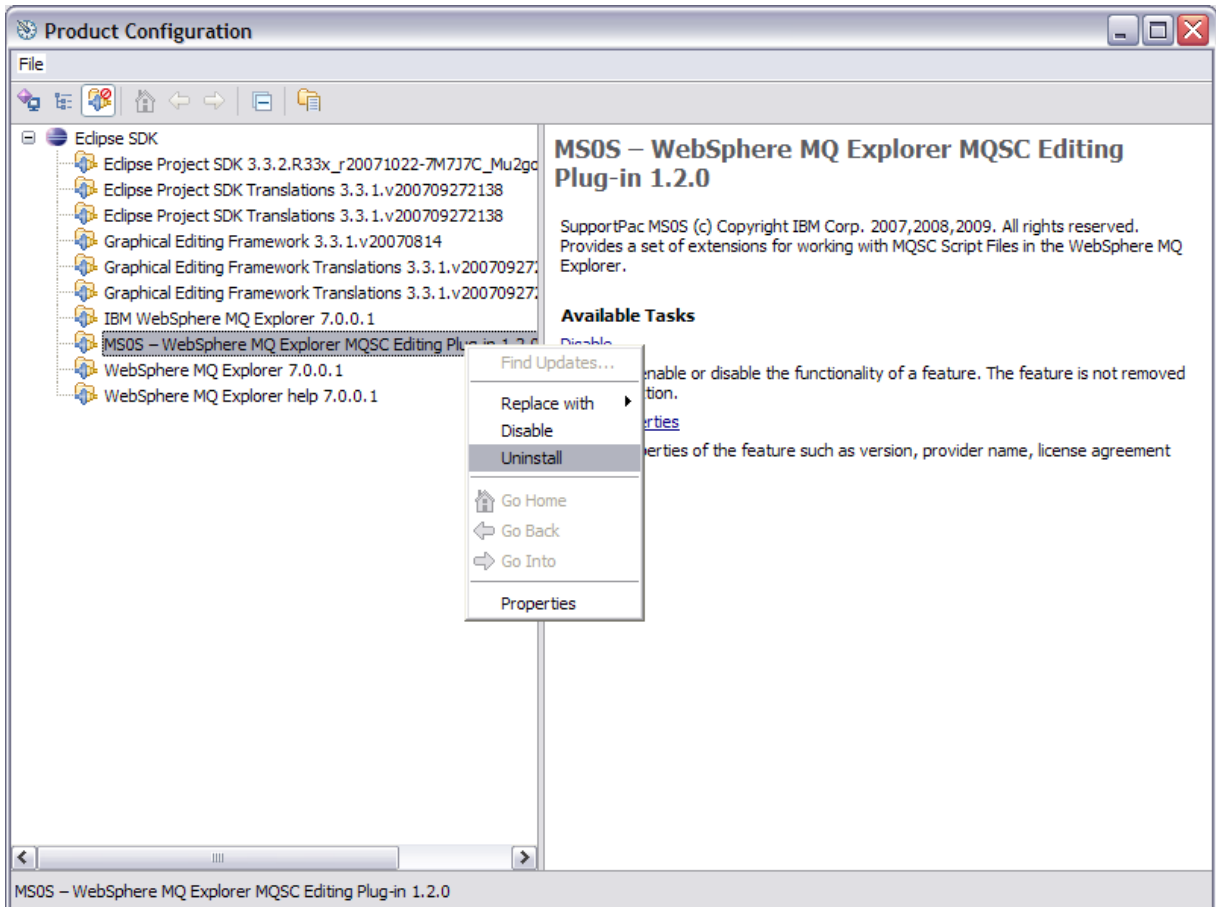 Product Configuration
File
Eclipse SDK
Eclipse Project SDK 3.3.2.R33x_r20071022-7M7J7C_Mu2go
Eclipse Project SDK Translations 3.3.1.v200709272138
Eclipse Project SDK Translations 3.3.1.v200709272138
Graphical Editing Framework 3.3.1.v20070814
Graphical Editing Framework Translations 3.3.1.v20070927
Graphical Editing Framework Translations 3.3.1.v20070927
IBM WebSphere MQ Explorer 7.0.0.1
MS0S – WebSphere MQ Explorer MQSC Editing Plug-in 1.2.0
WebSphere MQ Explorer 7.0.0.1
WebSphere MQ Explorer help 7.0.0.1
Find Updates...
Replace with
Disable
Uninstall
Go Home
Go Back
Go Into
Properties
MS0S – WebSphere MQ Explorer MQSC Editing
Plug-in 1.2.0
SupportPac MS0S (c) Copyright IBM Corp. 2007,2008,2009. All rights reserved.
Provides a set of extensions for working with MQSC Script Files in the WebSphere MQ
Explorer.
Available Tasks
Disable
enable or disable the functionality of a feature. The feature is not removed
tion.
erties
erties of the feature such as version, provider name, license agreement
MS0S – WebSphere MQ Explorer MQSC Editing Plug-in 1.2.0